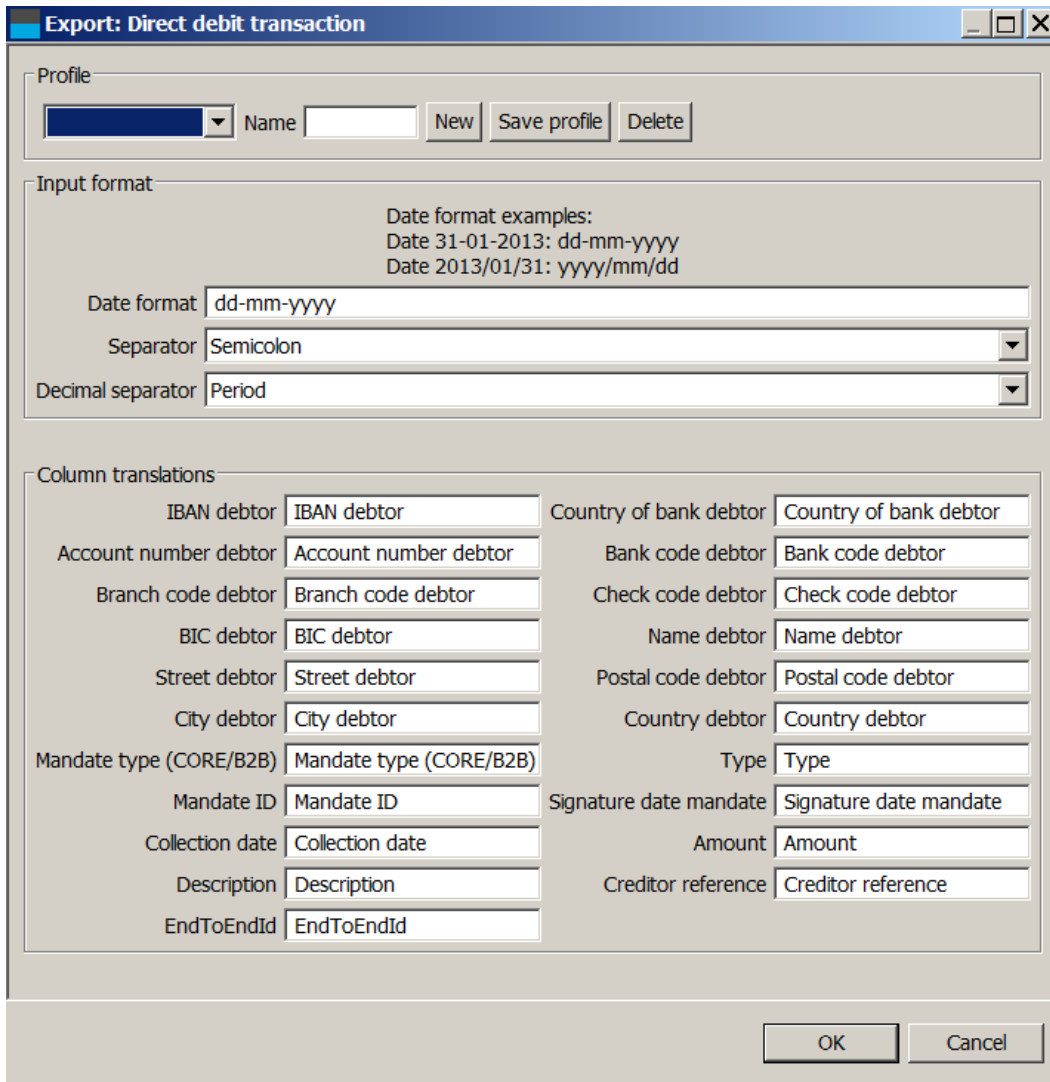 Export: Direct debit transaction
Profile
Name New Save profile Delete
Input format
Date format examples:
Date 31-01-2013: dd-mm-yyyy
Date 2013/01/31: yyyy/mm/dd
Date format dd-mm-yyyy
Separator Semicolon
Decimal separator Period
Column translations
IBAN debtor IBAN debtor Country of bank debtor Country of bank debtor
Account number debtor Account number debtor Bank code debtor Bank code debtor
Branch code debtor Branch code debtor Check code debtor Check code debtor
BIC debtor BIC debtor Name debtor Name debtor
Street debtor Street debtor Postal code debtor Postal code debtor
City debtor City debtor Country debtor Country debtor
Mandate type (CORE/B2B) Mandate type (CORE/B2B) Type Type
Mandate ID Mandate ID Signature date mandate Signature date mandate
Collection date Collection date Amount Amount
Description Description Creditor reference Creditor reference
EndToEndId EndToEndId
OK Cancel